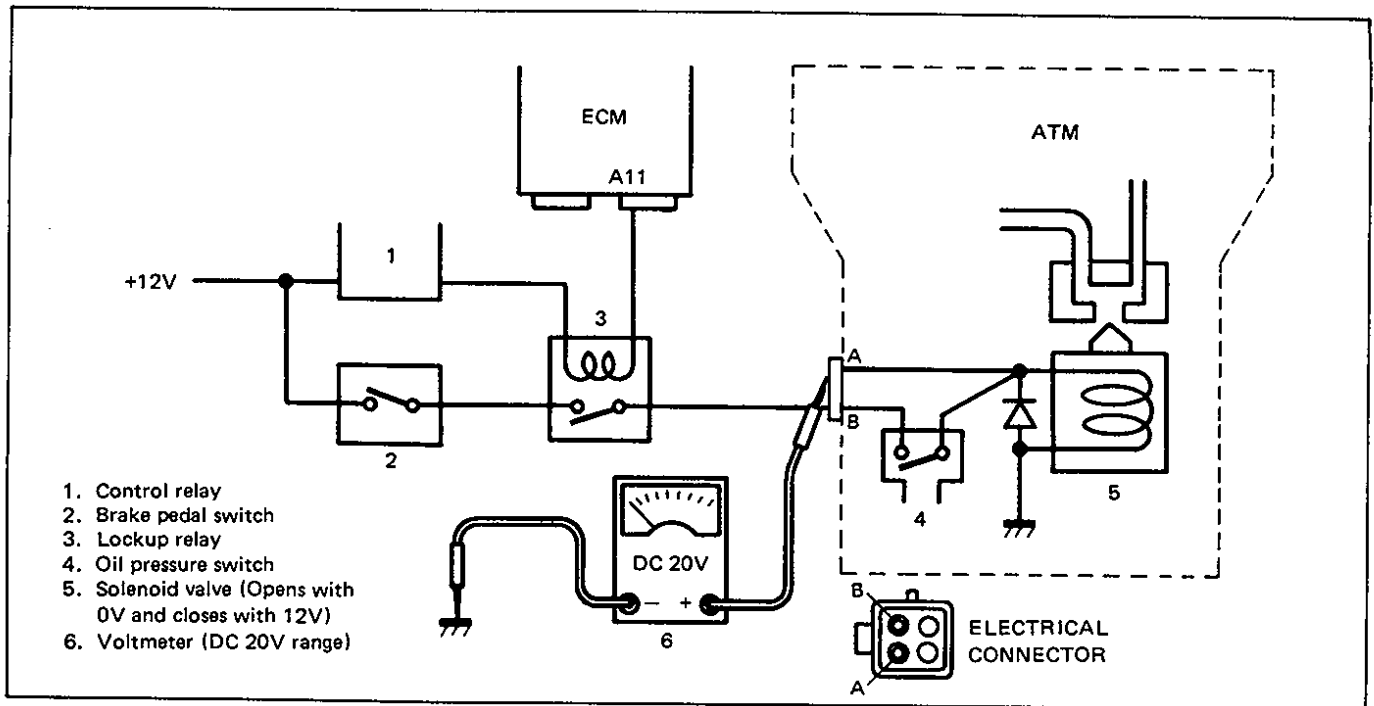 ECM
A11
ATM
+12V
1
3
A
B
2
4
5
DC 20V
− +
6
1. Control relay
2. Brake pedal switch
3. Lockup relay
4. Oil pressure switch
5. Solenoid valve (Opens with
0V and closes with 12V)
6. Voltmeter (DC 20V range)
B
A
ELECTRICAL
CONNECTOR